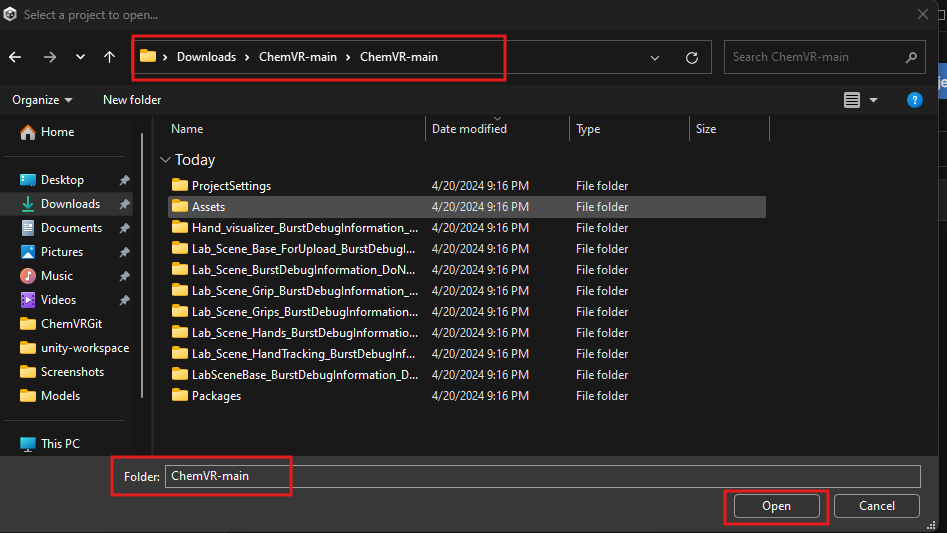 Select a project to open...
Downloads > ChemVR-main > ChemVR-main
Search ChemVR-main
Organize New folder
Name Date modified Type Size
Today
Home
Desktop
Downloads
Documents
Pictures
Music
Videos
ChemVRGit
unity-workspace
Screenshots
Models
This PC
ProjectSettings 4/20/2024 9:16 PM File folder
Assets 4/20/2024 9:16 PM File folder
Hand_visualizer_BurstDebugInformation_... 4/20/2024 9:16 PM File folder
Lab_Scene_Base_ForUpload_BurstDebugI... 4/20/2024 9:16 PM File folder
Lab_Scene_BurstDebugInformation_DoN... 4/20/2024 9:16 PM File folder
Lab_Scene_Grip_BurstDebugInformation_... 4/20/2024 9:16 PM File folder
Lab_Scene_Grips_BurstDebugInformation... 4/20/2024 9:16 PM File folder
Lab_Scene_Hands_BurstDebugInformatio... 4/20/2024 9:16 PM File folder
Lab_Scene_HandTracking_BurstDebugInf... 4/20/2024 9:16 PM File folder
LabSceneBase_BurstDebugInformation_D... 4/20/2024 9:16 PM File folder
Packages 4/20/2024 9:16 PM File folder
Folder: ChemVR-main
Open Cancel